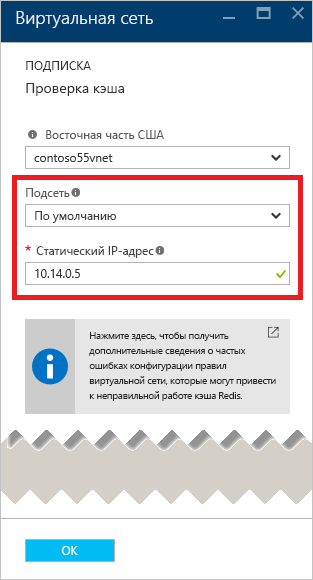 Виртуальная сеть
ПОДПИСКА
Проверка кэша
Восточная часть США
contoso55vnet
Подсеть
По умолчанию
* Статический IP-адрес
10.14.0.5
Нажмите здесь, чтобы получить
дополнительные сведения о частых
ошибках конфигурации правил
виртуальной сети, которые могут привести
к неправильной работе кэша Redis.
ОК